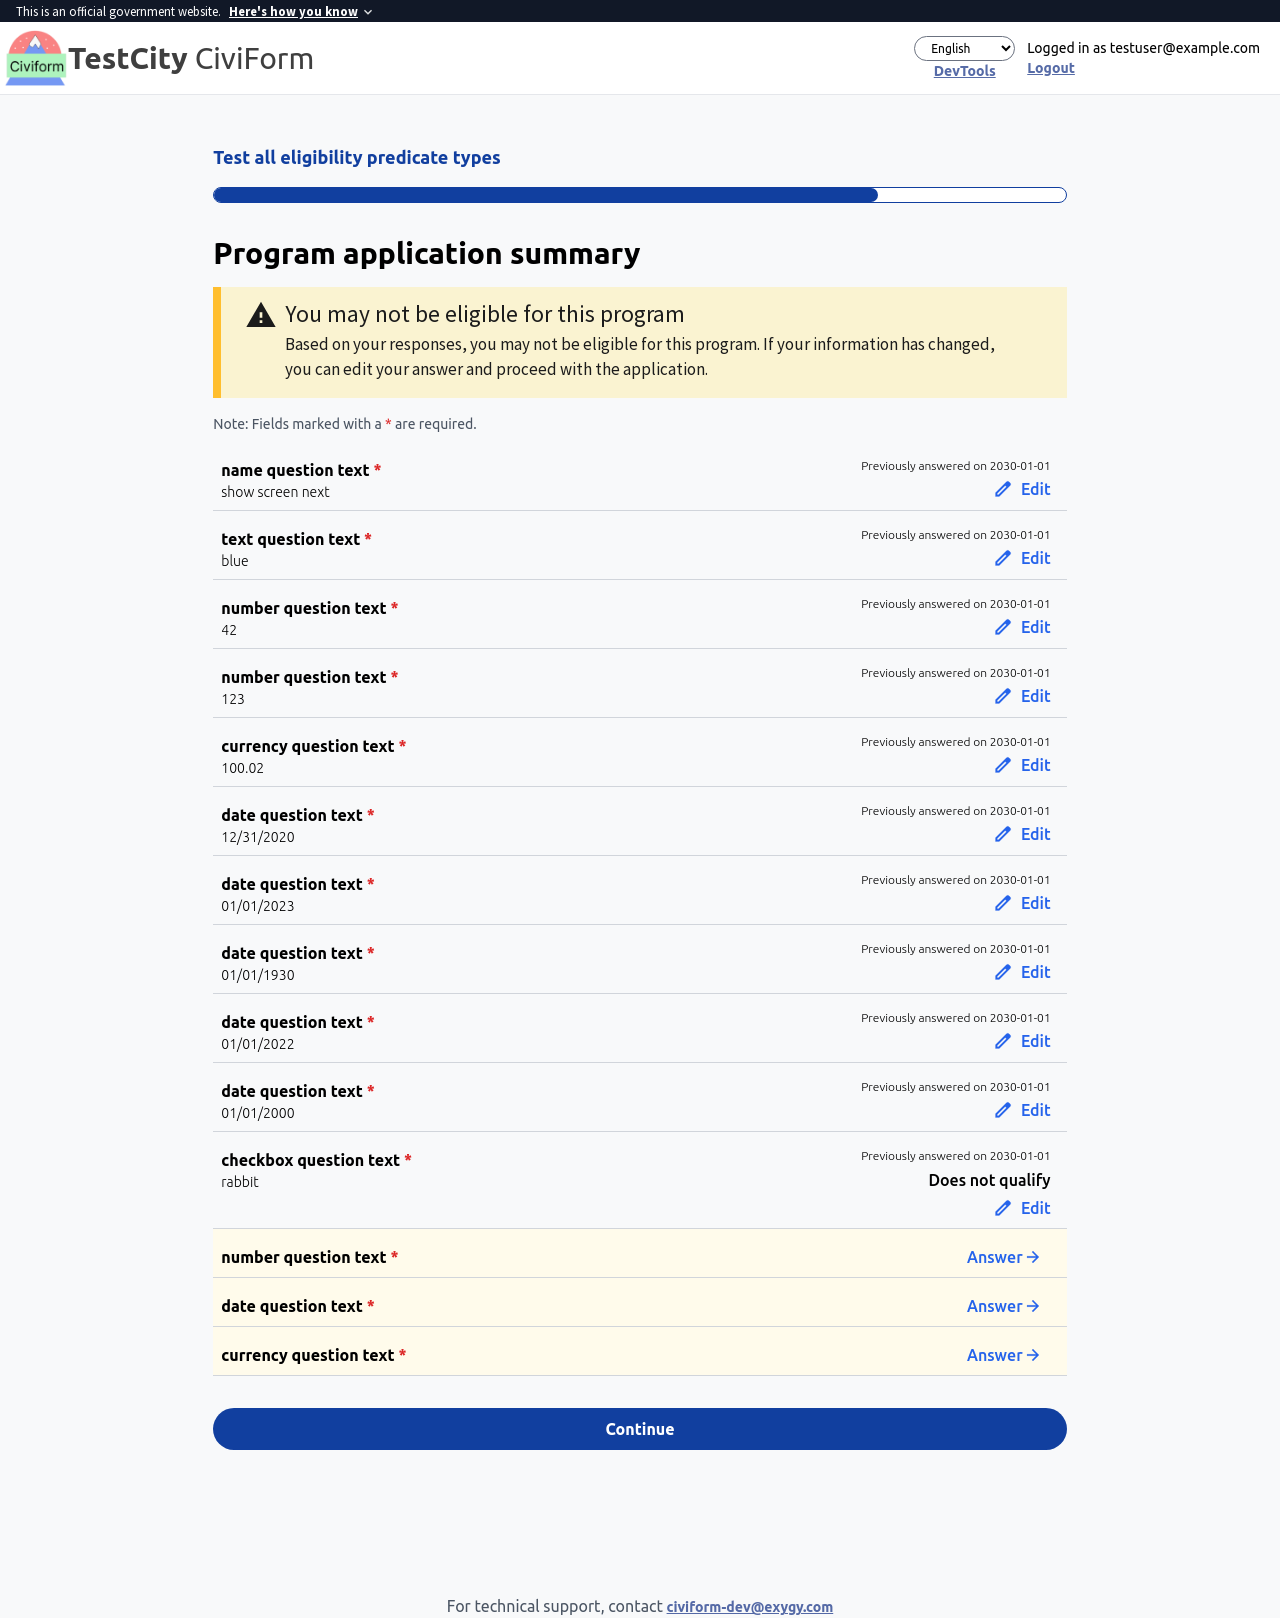 This is an official government website. Here's how you know
Civiform
TestCity CiviForm
English
DevTools
Logged in as testuser@example.com
Logout
Test all eligibility predicate types
Program application summary
You may not be eligible for this program
Based on your responses, you may not be eligible for this program. If your information has changed,
you can edit your answer and proceed with the application.
Note: Fields marked with a * are required.
name question text *
show screen next
Previously answered on 2030-01-01
Edit
text question text *
blue
Previously answered on 2030-01-01
Edit
number question text *
42
Previously answered on 2030-01-01
Edit
number question text *
123
Previously answered on 2030-01-01
Edit
currency question text *
100.02
Previously answered on 2030-01-01
Edit
date question text *
12/31/2020
Previously answered on 2030-01-01
Edit
date question text *
01/01/2023
Previously answered on 2030-01-01
Edit
date question text *
01/01/1930
Previously answered on 2030-01-01
Edit
date question text *
01/01/2022
Previously answered on 2030-01-01
Edit
date question text *
01/01/2000
Previously answered on 2030-01-01
Edit
checkbox question text *
rabbit
Previously answered on 2030-01-01
Does not qualify
Edit
number question text *
Answer
date question text *
Answer
currency question text *
Answer
Continue
For technical support, contact civiform-dev@exygy.com